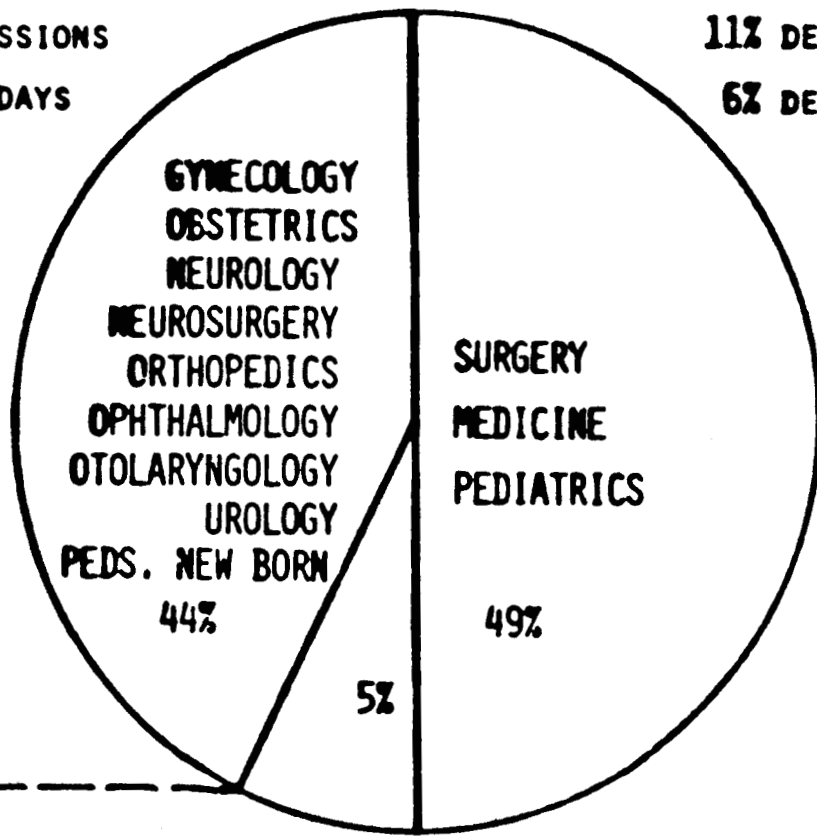 SSIONS
11% DE
DAYS
6% DE
GYNECOLOGY
OBSTETRICS
NEUROLOGY
NEUROSURGERY
ORTHOPEDICS
OPHTHALMOLOGY
OTOLARYNGOLOGY
UROLOGY
PEDS. NEW BORN
44%
SURGERY
MEDICINE
PEDIATRICS
49%
5%